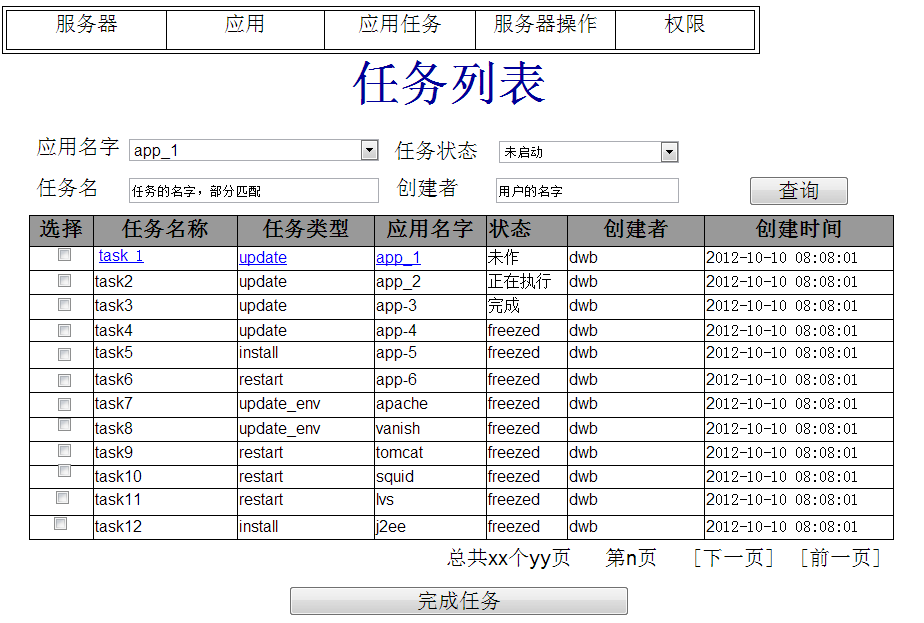 服务器 应用 应用任务 服务器操作 权限
任务列表
应用名字 app_1 任务状态 未启动
任务名 任务的名字，部分匹配 创建者 用户的名字 查询
选择 任务名称 任务类型 应用名字 状态 创建者 创建时间
task 1 update app_1 未作 dwb 2012-10-10 08:08:01
task2 update app_2 正在执行 dwb 2012-10-10 08:08:01
task3 update app-3 完成 dwb 2012-10-10 08:08:01
task4 update app-4 freezed dwb 2012-10-10 08:08:01
task5 install app-5 freezed dwb 2012-10-10 08:08:01
task6 restart app-6 freezed dwb 2012-10-10 08:08:01
task7 update_env apache freezed dwb 2012-10-10 08:08:01
task8 update_env vanish freezed dwb 2012-10-10 08:08:01
task9 restart tomcat freezed dwb 2012-10-10 08:08:01
task10 restart squid freezed dwb 2012-10-10 08:08:01
task11 restart lvs freezed dwb 2012-10-10 08:08:01
task12 install j2ee freezed dwb 2012-10-10 08:08:01
总共xx个yy页 第n页 [下一页] [前一页]
完成任务